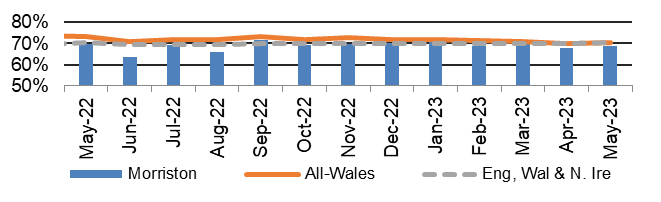 80%
70%
60%
50%
May-22
Jun-22
Jul-22
Aug-22
Sep-22
Oct-22
Nov-22
Dec-22
Jan-23
Feb-23
Mar-23
Apr-23
May-23
Morriston
All-Wales
Eng, Wal & N. Ire